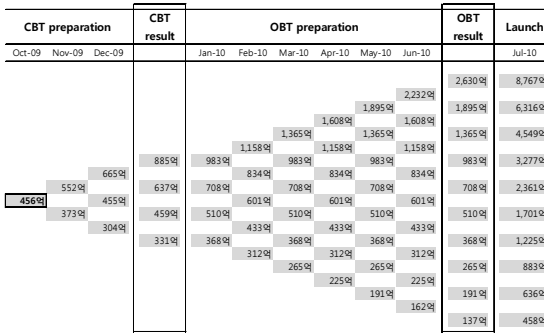 CBT preparation CBT result OBT preparation OBT result Launch
Oct-09 Nov-09 Dec-09 Jan-10 Feb-10 Mar-10 Apr-10 May-10 Jun-10 Jul-10
2,630억 8,767억
2,232억
1,895억 1,895억 6,316억
1,608억 1,608억
1,365억 1,365억 1,365억 4,549억
1,158억 1,158억 1,158억
885억 983억 983억 983억 983억 3,277억
665억 834억 834억 834억
552억 637억 708억 708억 708억 708억 2,361억
456억 455억 601억 601억 601억
373억 459억 510억 510억 510억 510억 1,701억
304억 433억 433억 433억
331억 368억 368억 368억 368억 1,225억
312억 312억 312억
265억 265억 265억 883억
225억 225억
191억 191억 636억
162억
137억 458억